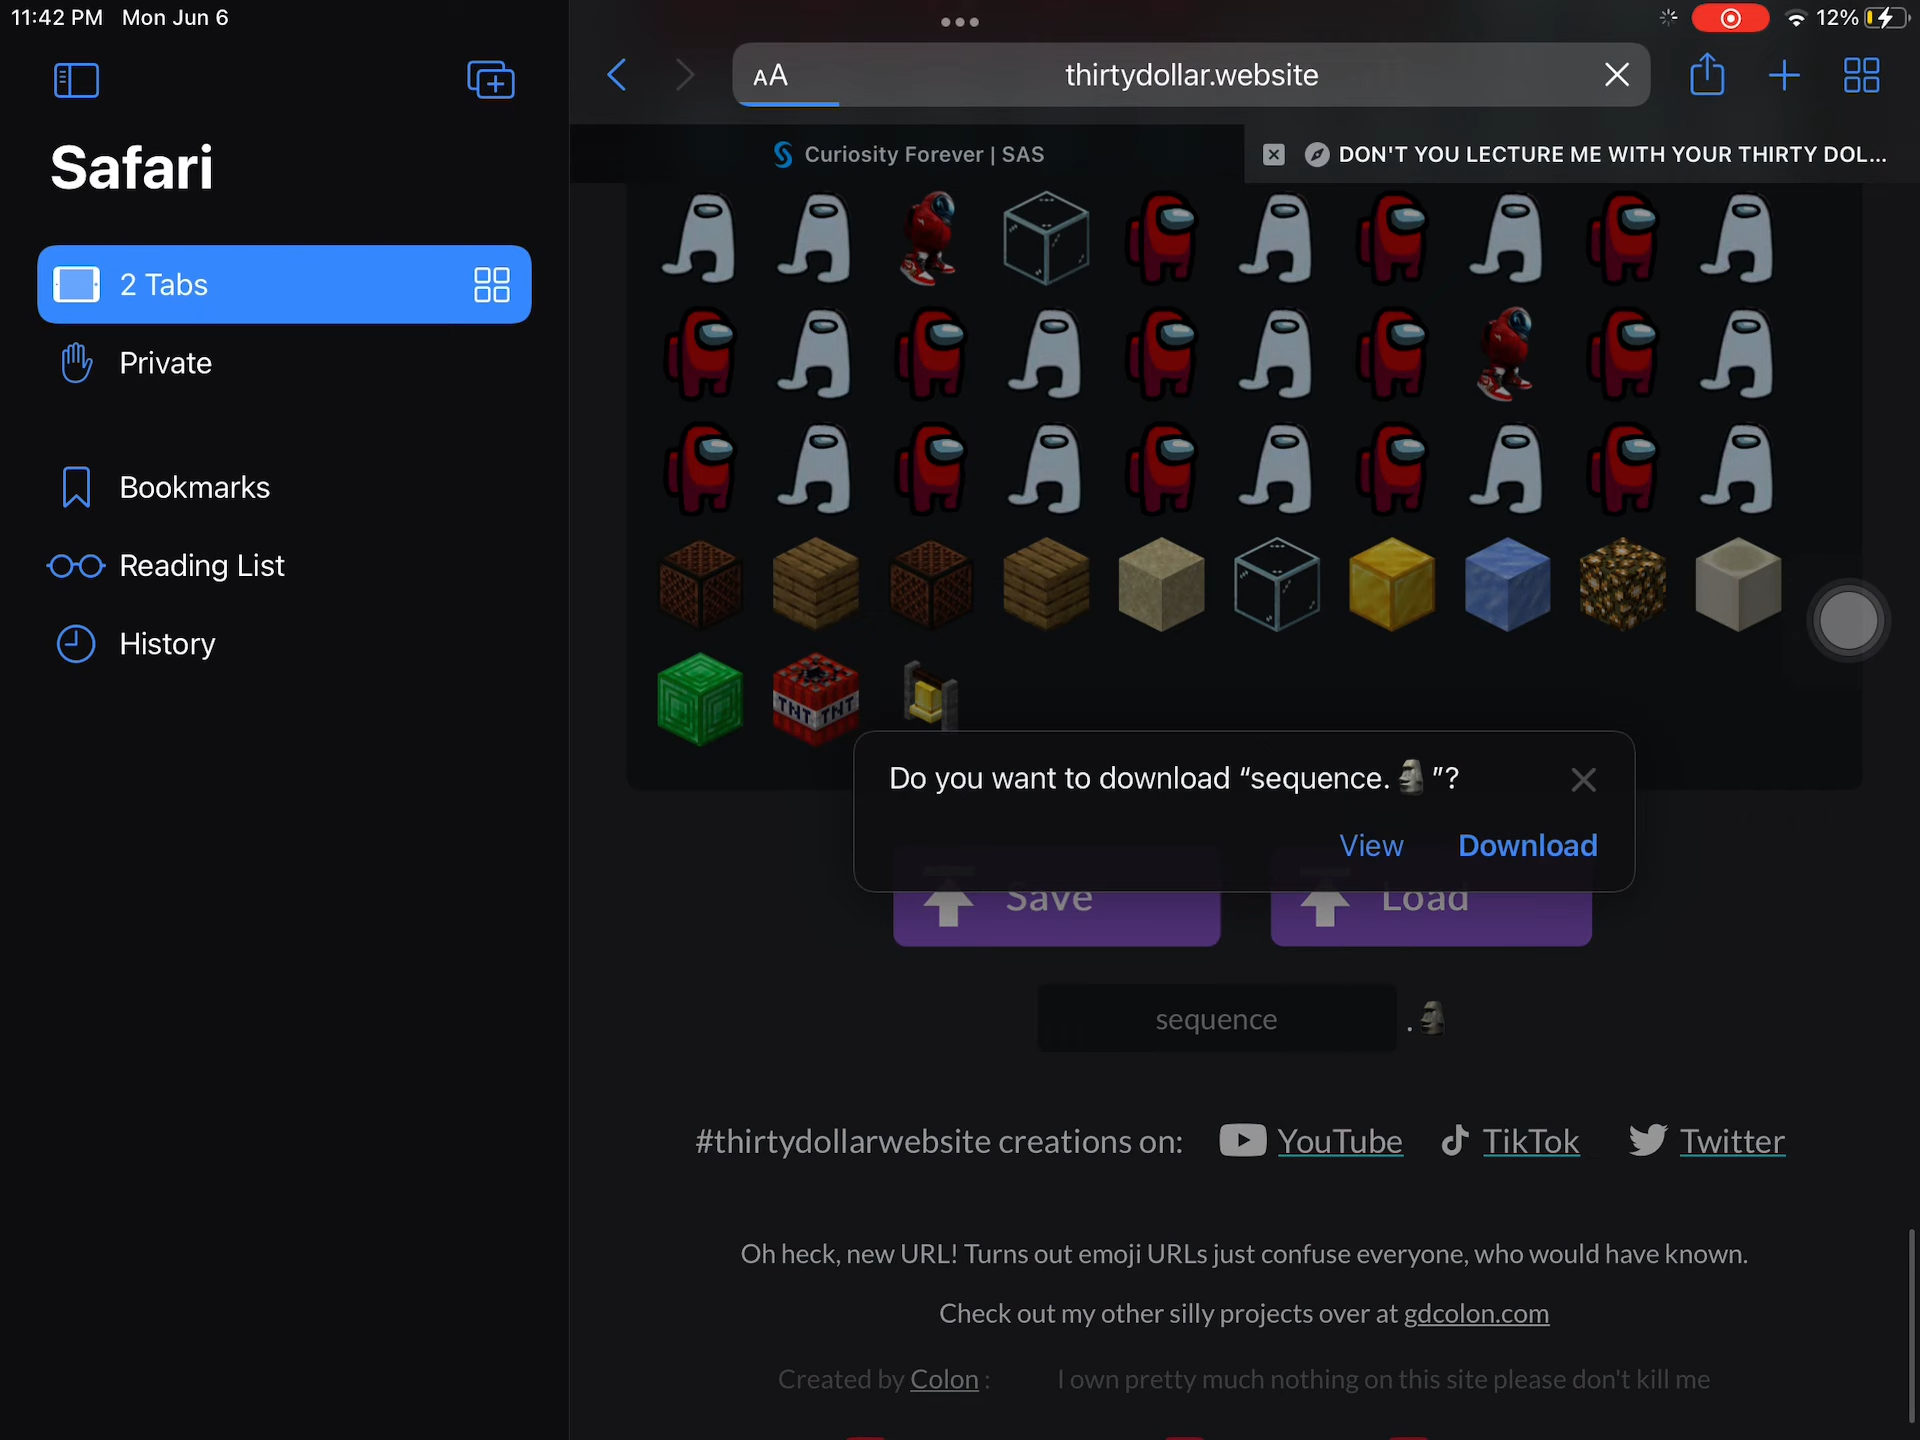 11:42 PM Mon Jun 6
12%
AA
thirtydollar.website
Safari
Curiosity Forever | SAS
DON'T YOU LECTURE ME WITH YOUR THIRTY DOL...
2 Tabs
Private
Bookmarks
Reading List
History
TNT TNT
Do you want to download “sequence.🗿”?
View
Download
Save
Load
sequence
.🗿
#thirtydollarwebsite creations on:
YouTube
TikTok
Twitter
Oh heck, new URL! Turns out emoji URLs just confuse everyone, who would have known.
Check out my other silly projects over at gdcolon.com
Created by Colon :
I own pretty much nothing on this site please don't kill me